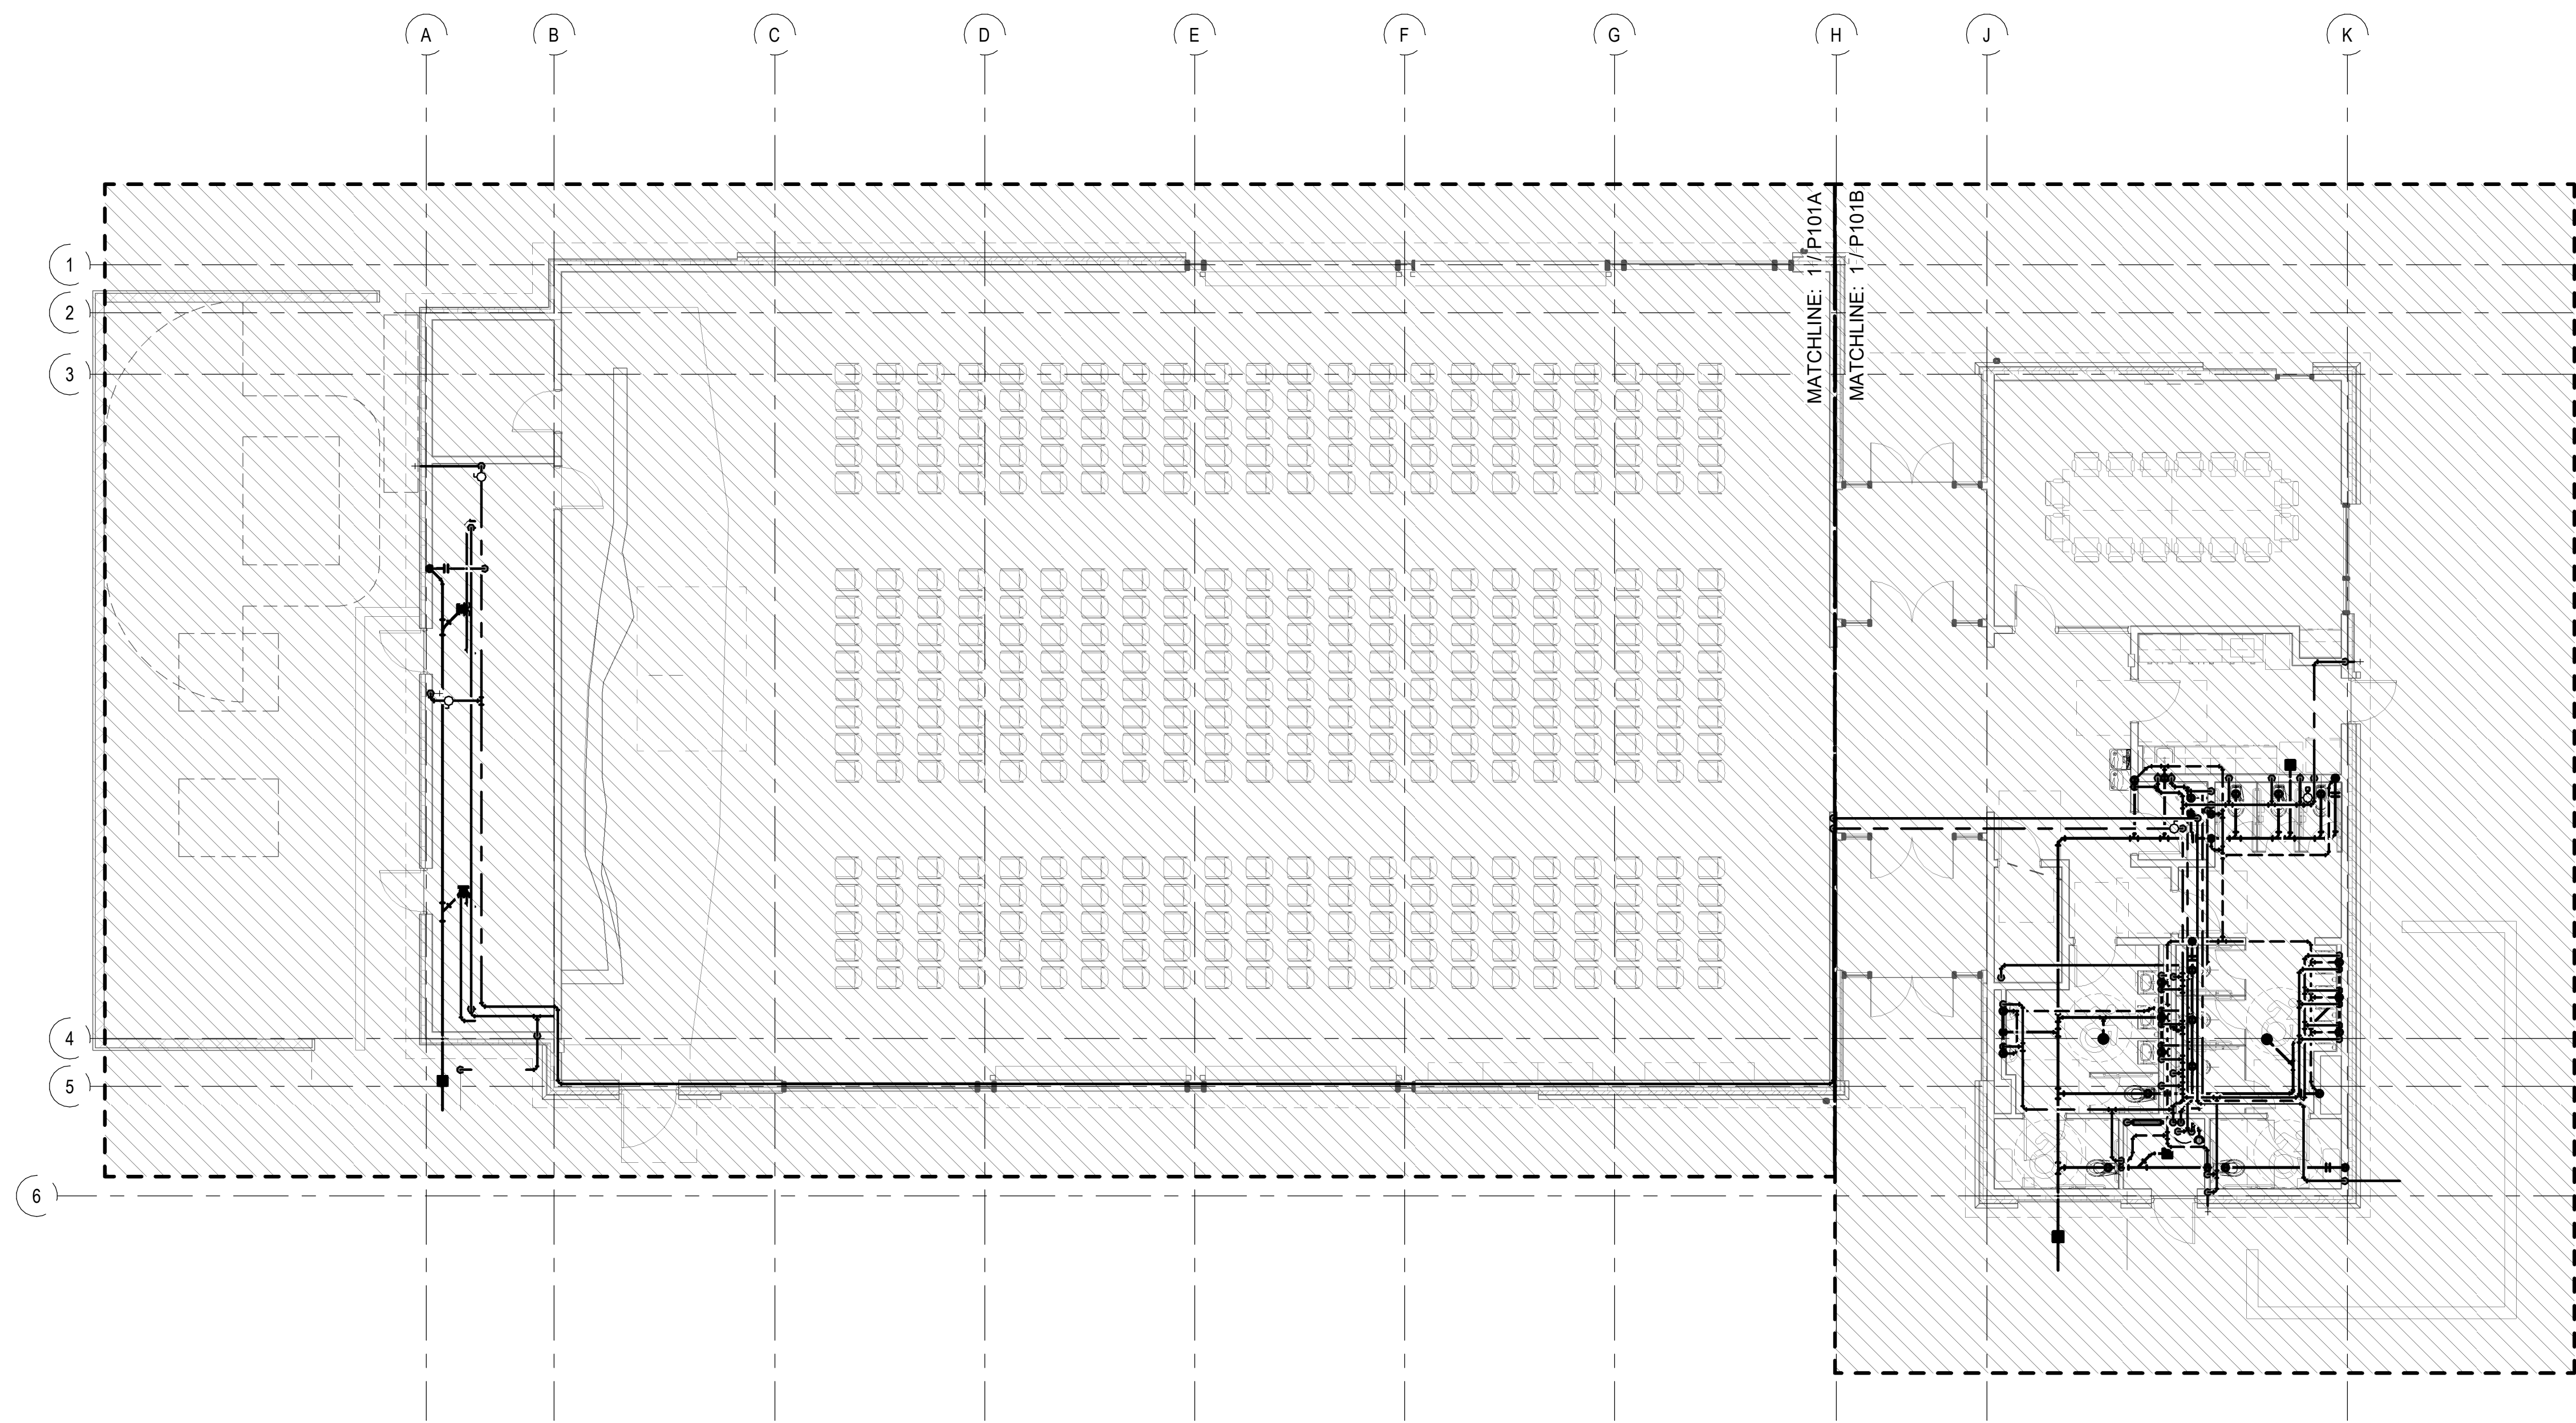 A
B
C
D
E
F
G
H
J
K
1
2
3
4
5
6
MATCHLINE: 1 / P101A
MATCHLINE: 1 / P101B